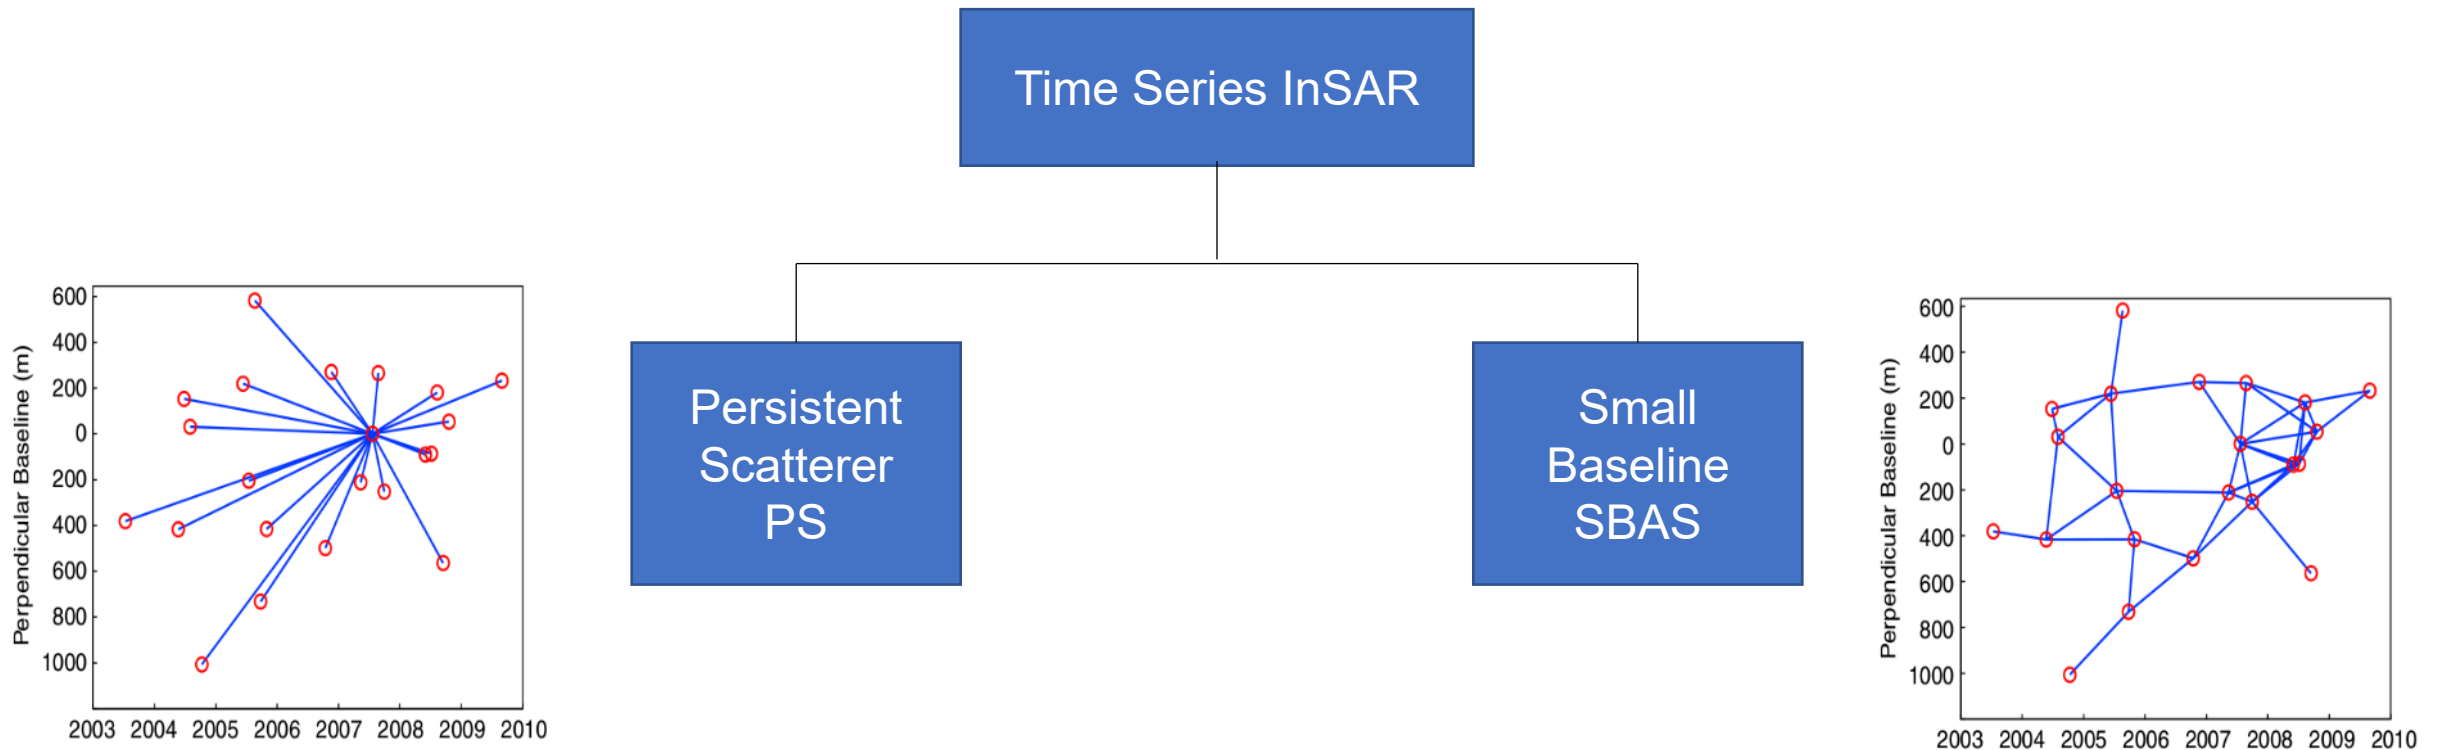 Time Series InSAR
Persistent
Scatterer
PS
Small
Baseline
SBAS
Perpendicular Baseline (m)
600
400
200
0
200
400
600
800
1000
2003 2004 2005 2006 2007 2008 2009 2010
Perpendicular Baseline (m)
600
400
200
0
200
400
600
800
1000
2003 2004 2005 2006 2007 2008 2009 2010